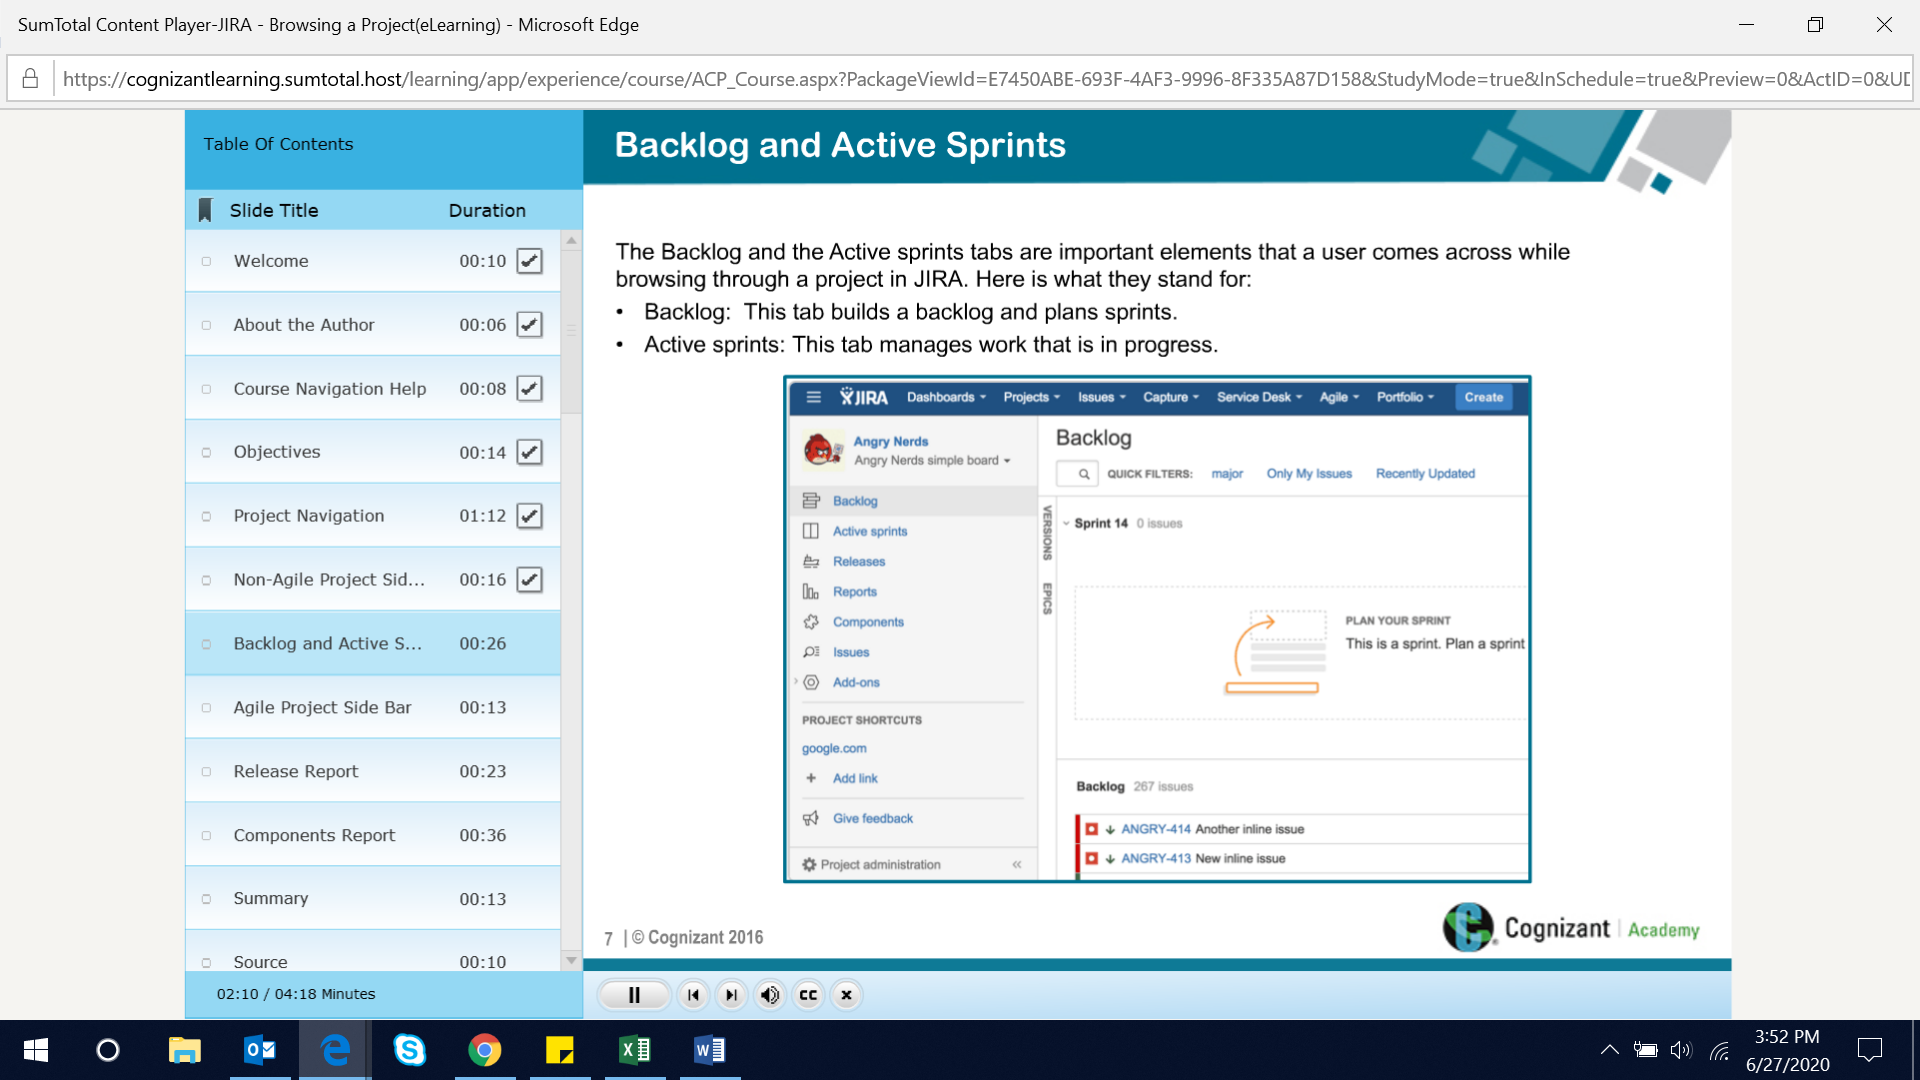 SumTotal Content Player-JIRA - Browsing a Project(eLearning) - Microsoft Edge
https://cognizantlearning.sumtotal.host/learning/app/experience/course/ACP_Course.aspx?PackageViewId=E7450ABE-693F-4AF3-9996-8F335A87D158&StudyMode=true&InSchedule=true&Preview=0&ActID=0&UD
Table Of Contents
Slide Title Duration
Welcome 00:10
About the Author 00:06
Course Navigation Help 00:08
Objectives 00:14
Project Navigation 01:12
Non-Agile Project Sid... 00:16
Backlog and Active S... 00:26
Agile Project Side Bar 00:13
Release Report 00:23
Components Report 00:36
Summary 00:13
Source 00:10
02:10 / 04:18 Minutes
Backlog and Active Sprints
The Backlog and the Active sprints tabs are important elements that a user comes across while
browsing through a project in JIRA. Here is what they stand for:
• Backlog: This tab builds a backlog and plans sprints.
• Active sprints: This tab manages work that is in progress.
JIRA Dashboards Projects Issues Capture Service Desk Agile Portfolio Create
Angry Nerds
Angry Nerds simple board
Backlog
Active sprints
Releases
Reports
Components
Issues
Add-ons
PROJECT SHORTCUTS
google.com
+ Add link
Give feedback
Project administration «
Backlog
QUICK FILTERS: major Only My Issues Recently Updated
VERSIONS
EPICS
Sprint 14 0 issues
PLAN YOUR SPRINT
This is a sprint. Plan a sprint
Backlog 267 issues
ANGRY-414 Another inline issue
ANGRY-413 New inline issue
7 | © Cognizant 2016
Cognizant | Academy
CC
3:52 PM
6/27/2020